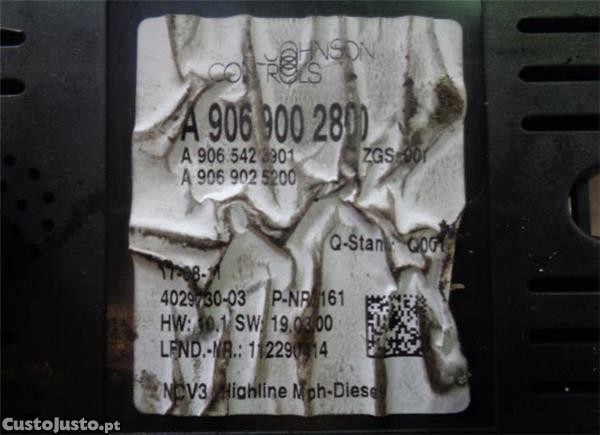 JOHNSON
CONTROLS
A 906 900 2800
A 906 542 3901 ZGS: 001
A 906 902 5200
Q-Stand: Q001
17-08-11
4029730-03 P-NR: 161
HW: 10.1 SW: 19.03.00
LFND.-NR.: 112290414
NCV3 Highline Mph-Diesel
CustoJusto.pt